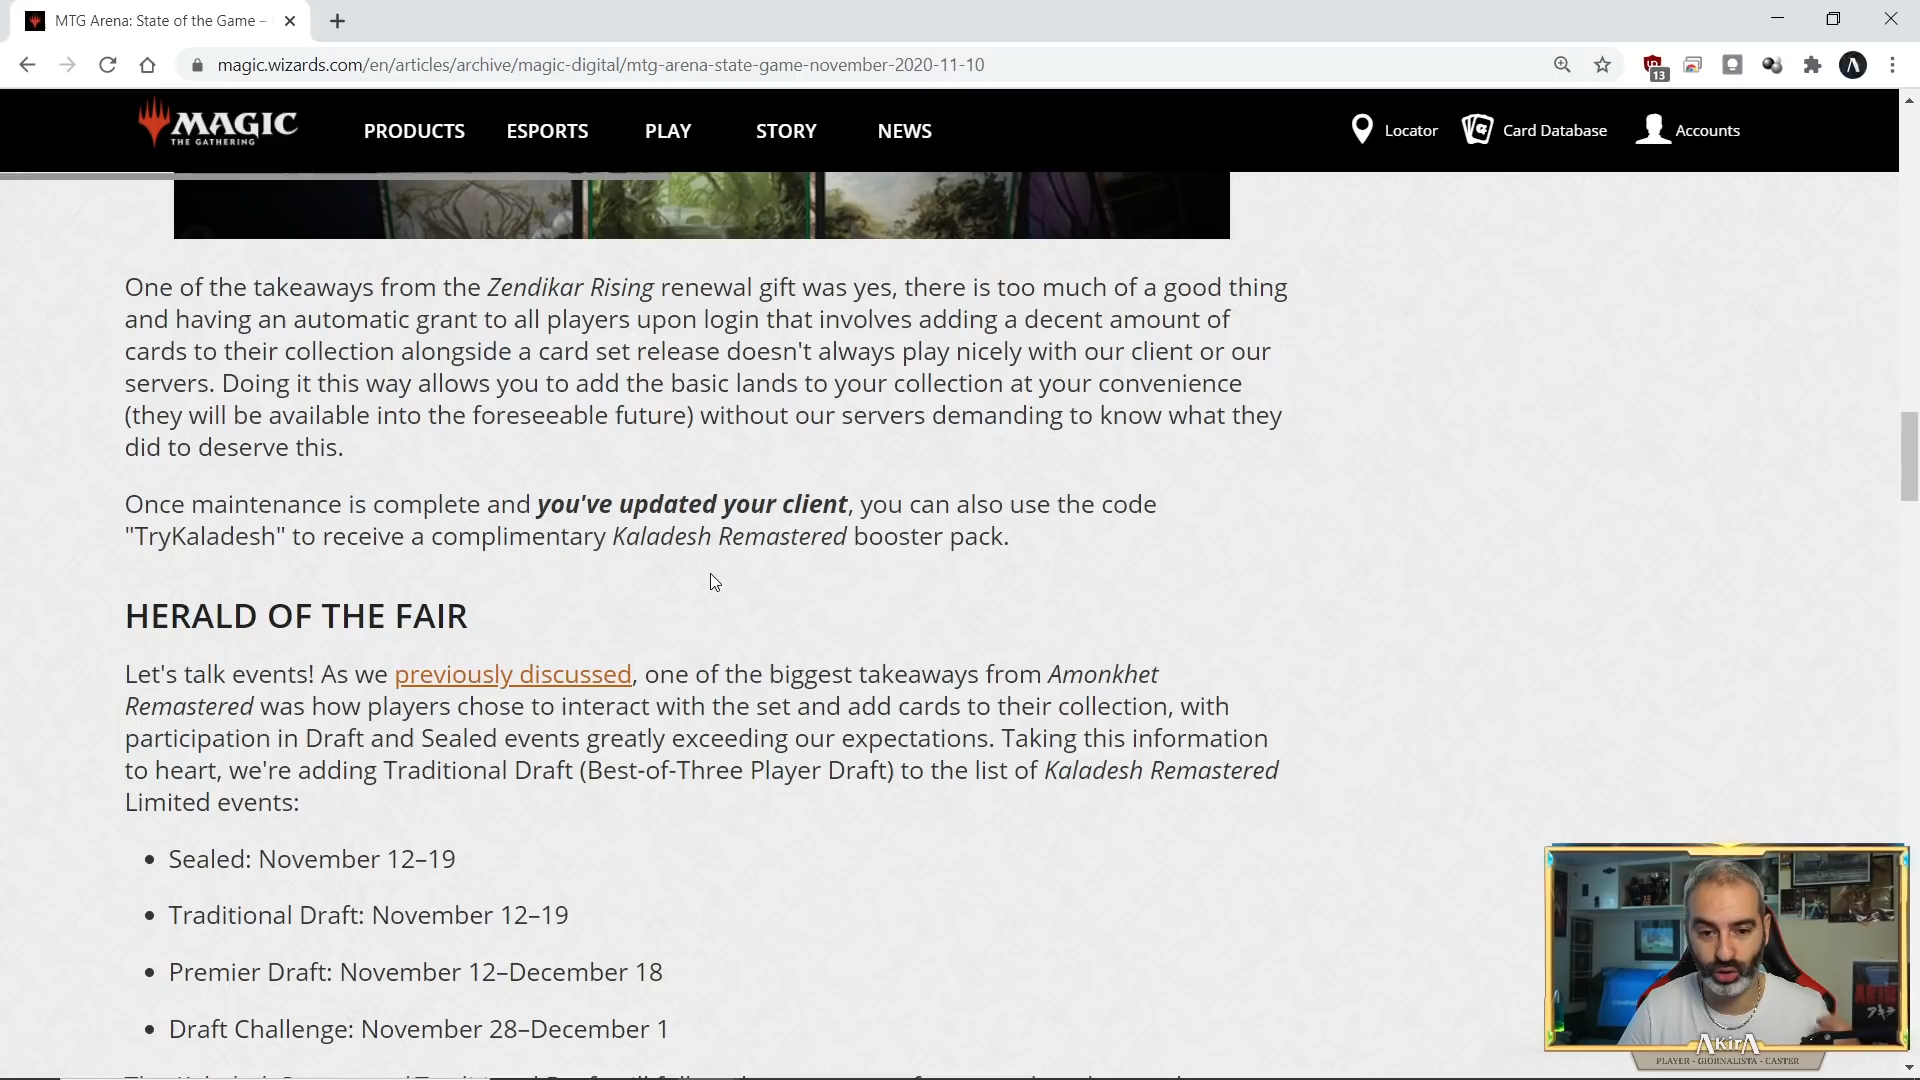 MTG Arena: State of the Game –
magic.wizards.com/en/articles/archive/magic-digital/mtg-arena-state-game-november-2020-11-10
13
MAGIC
THE GATHERING
PRODUCTS
ESPORTS
PLAY
STORY
NEWS
Locator
Card Database
Accounts
One of the takeaways from the Zendikar Rising renewal gift was yes, there is too much of a good thing
and having an automatic grant to all players upon login that involves adding a decent amount of
cards to their collection alongside a card set release doesn't always play nicely with our client or our
servers. Doing it this way allows you to add the basic lands to your collection at your convenience
(they will be available into the foreseeable future) without our servers demanding to know what they
did to deserve this.
Once maintenance is complete and you've updated your client, you can also use the code
"TryKaladesh" to receive a complimentary Kaladesh Remastered booster pack.
HERALD OF THE FAIR
Let's talk events! As we previously discussed, one of the biggest takeaways from Amonkhet
Remastered was how players chose to interact with the set and add cards to their collection, with
participation in Draft and Sealed events greatly exceeding our expectations. Taking this information
to heart, we're adding Traditional Draft (Best-of-Three Player Draft) to the list of Kaladesh Remastered
Limited events:
• Sealed: November 12–19
• Traditional Draft: November 12–19
• Premier Draft: November 12–December 18
• Draft Challenge: November 28–December 1
AKirA
PLAYER - GIORNALISTA - CASTER